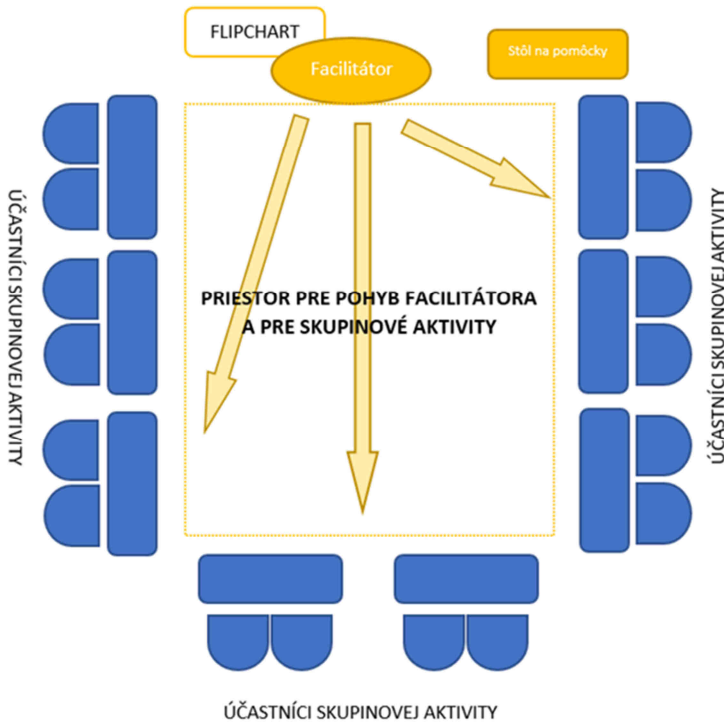 FLIPCHART
Facilitátor
Stôl na pomôcky
ÚČASTNÍCI SKUPINOVEJ AKTIVITY
PRIESTOR PRE POHYB FACILITÁTORA
A PRE SKUPINOVÉ AKTIVITY
ÚČASTNÍCI SKUPINOVEJ AKTIVITY
ÚČASTNÍCI SKUPINOVEJ AKTIVITY